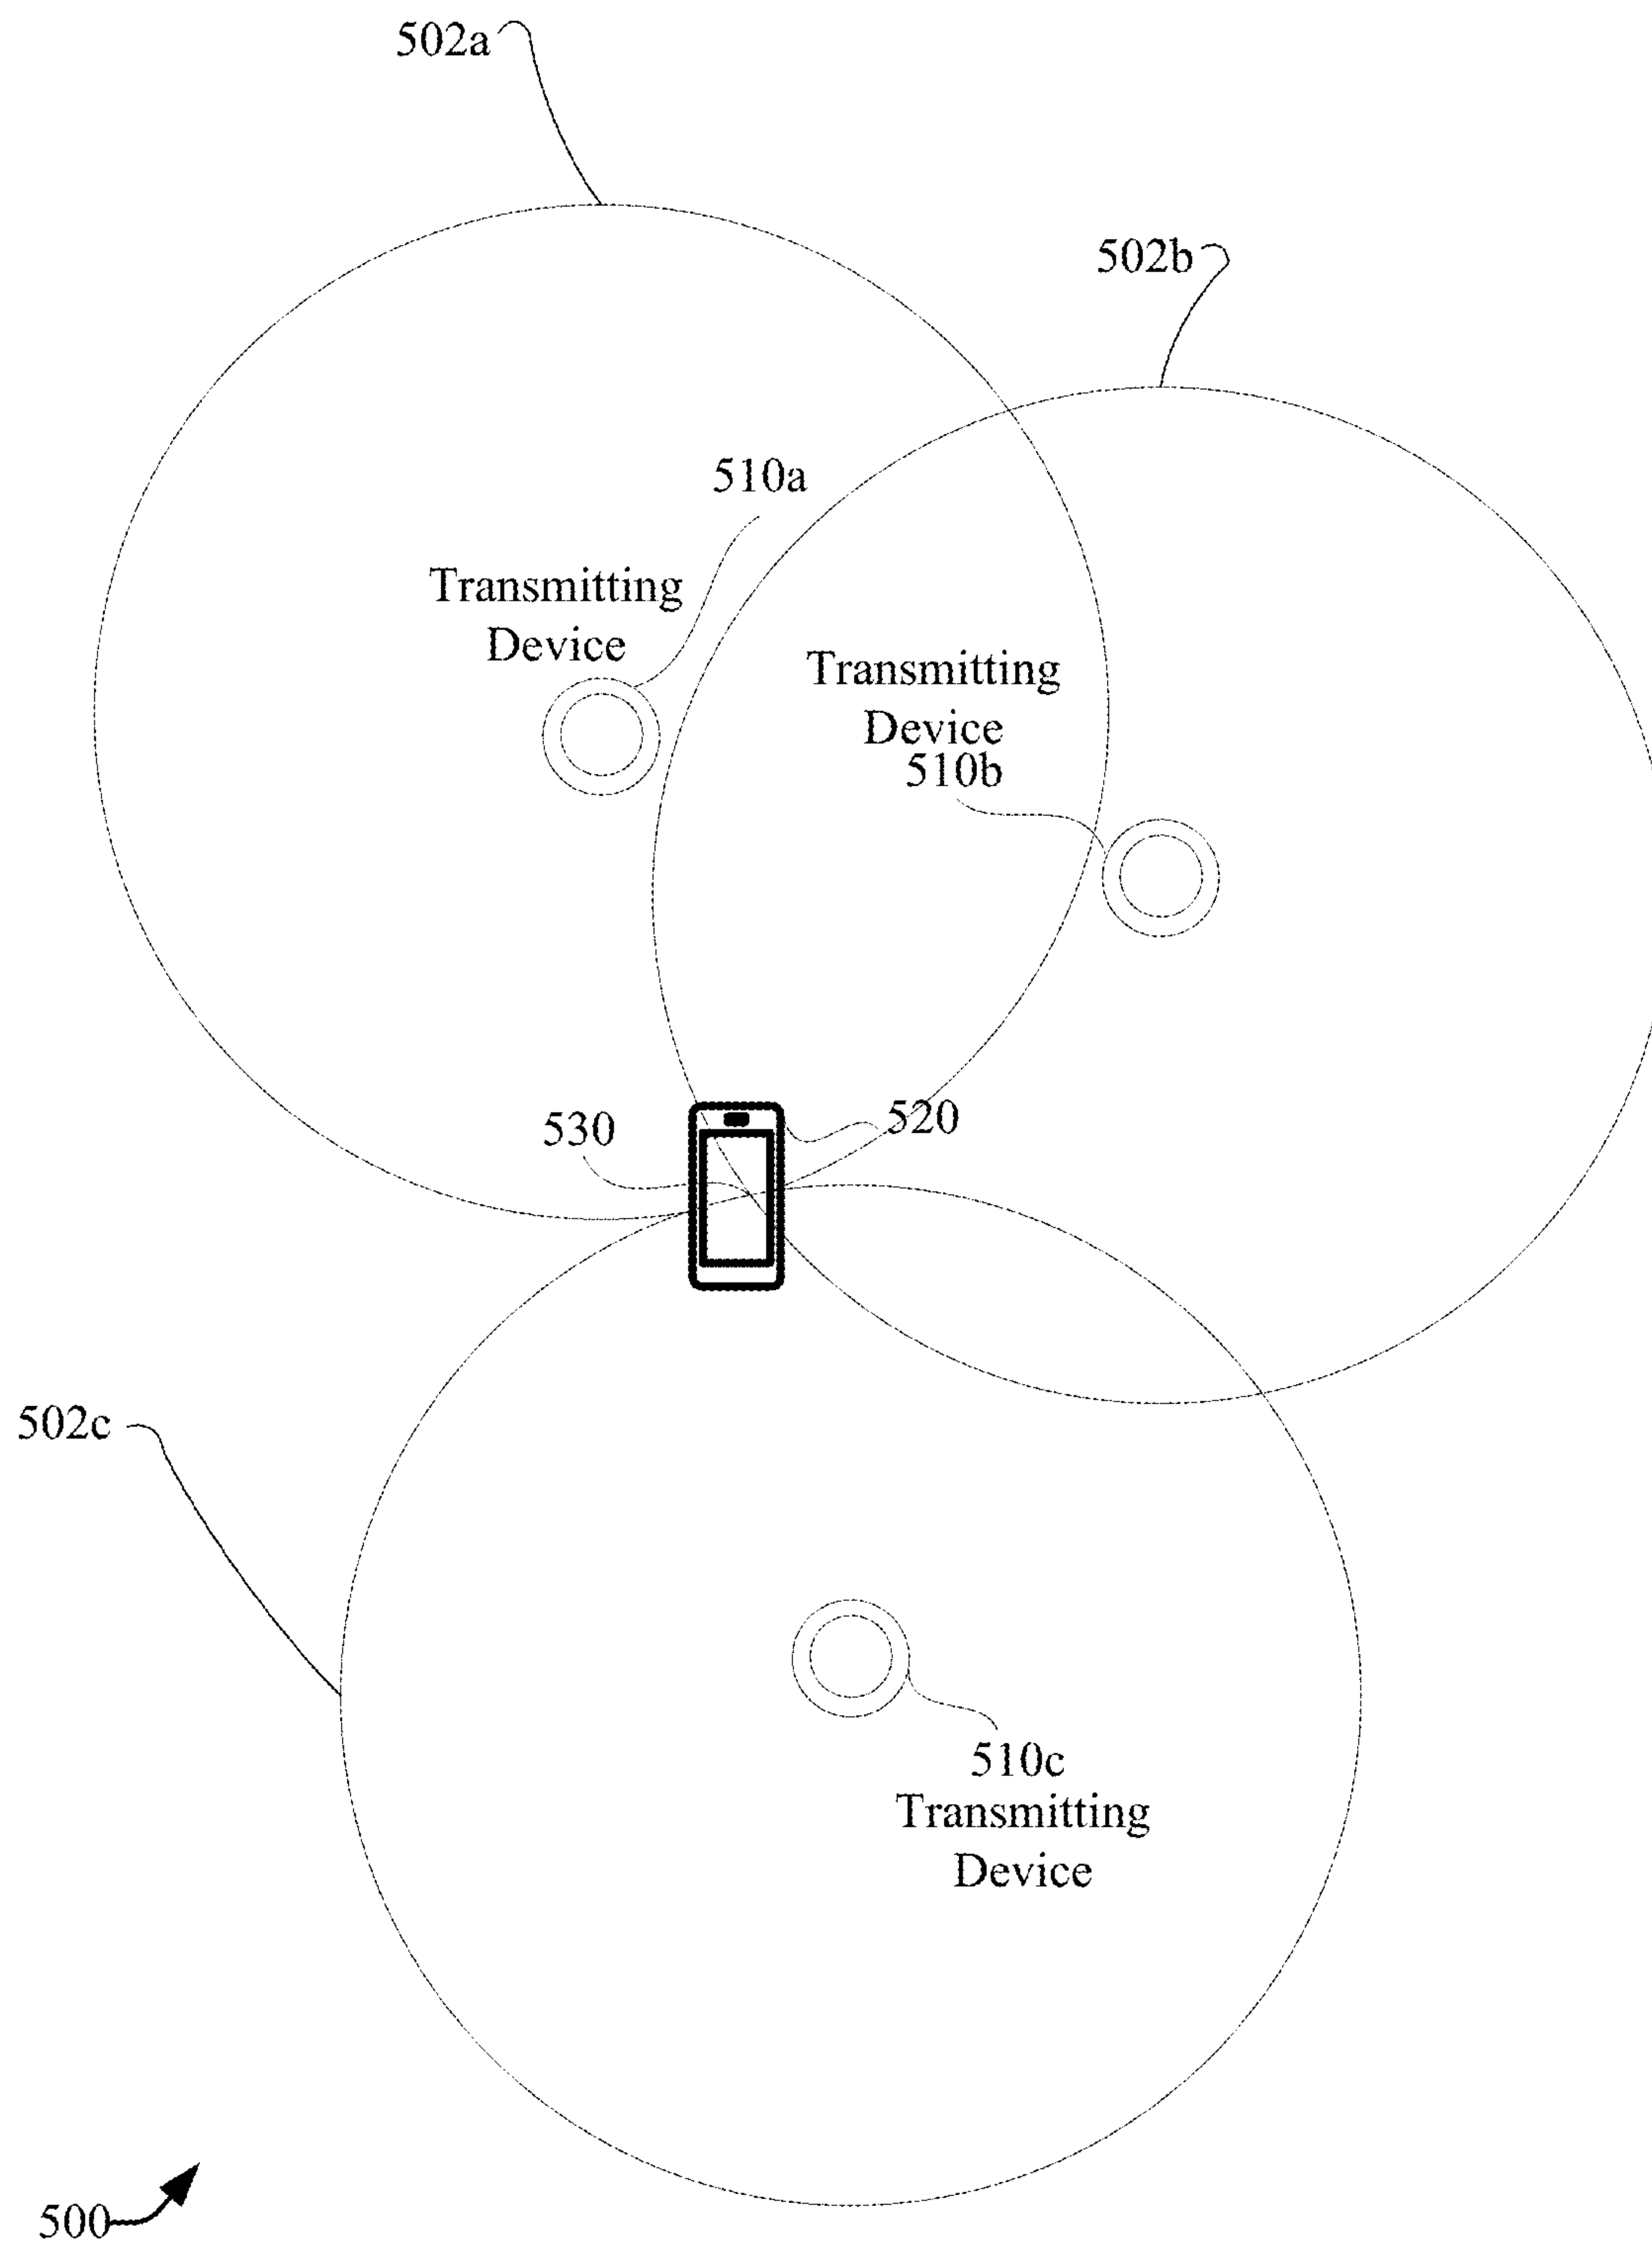 502a
502b
510a
Transmitting
Device
Transmitting
Device
510b
530
520
502c
510c
Transmitting
Device
500